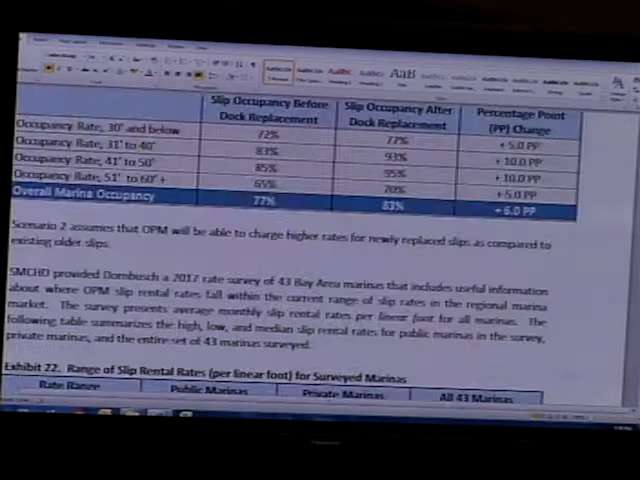 Slip Occupancy Before Dock Replacement | Slip Occupancy After Dock Replacement | Percentage Point (PP) Change
Occupancy Rate, 30' and below | 72% | 77% | + 5.0 PP
Occupancy Rate, 31' to 40' | 83% | 93% | + 10.0 PP
Occupancy Rate, 41' to 50' | 85% | 95% | + 10.0 PP
Occupancy Rate, 51' to 60' + | 65% | 70% | + 5.0 PP
Overall Marina Occupancy | 77% | 83% | + 6.0 PP
Scenario 2 assumes that OPM will be able to charge higher rates for newly replaced slips as compared to
existing older slips.
SMCHD provided Dornbusch a 2017 rate survey of 43 Bay Area marinas that includes useful information
about where OPM slip rental rates fall within the current range of slip rates in the regional marina
market. The survey presents average monthly slip rental rates per linear foot for all marinas. The
following table summarizes the high, low, and median slip rental rates for public marinas in the survey,
private marinas, and the entire set of 43 marinas surveyed.
Exhibit 22. Range of Slip Rental Rates (per linear foot) for Surveyed Marinas
Rate Range | Public Marinas | Private Marinas | All 43 Marinas